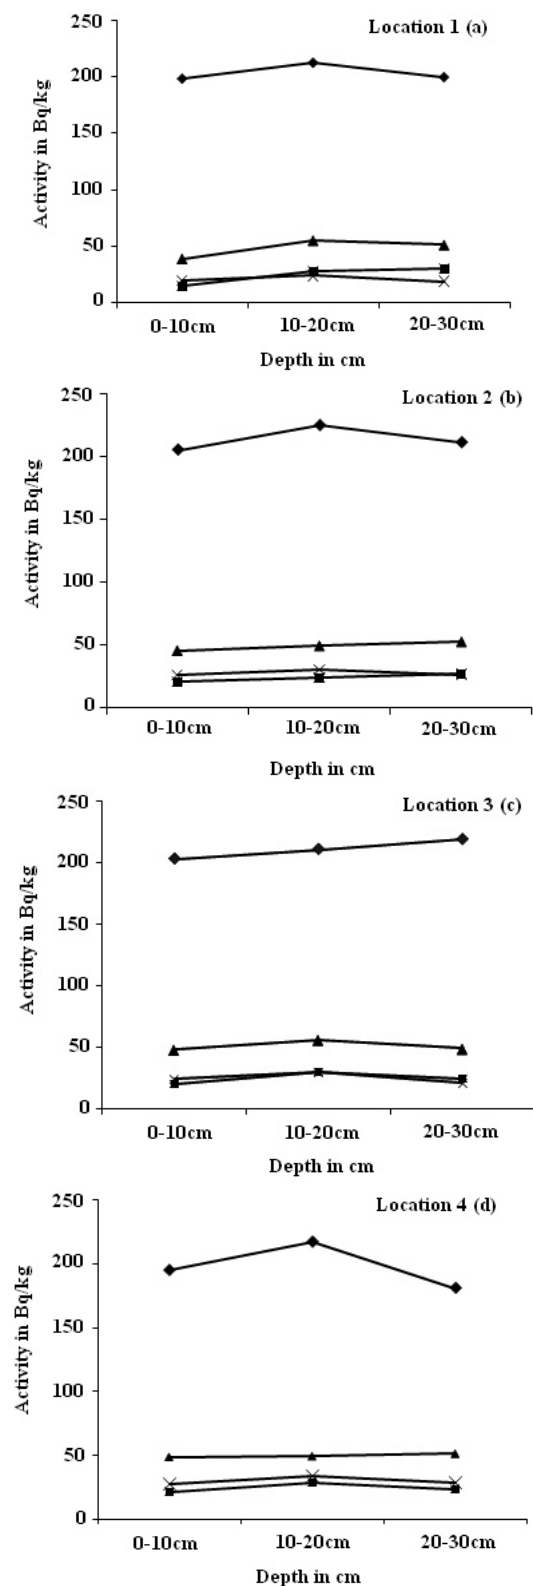 Location 1 (a)
250
200
150
100
50
0
Activity in Bq/kg
0-10cm 10-20cm 20-30cm
Depth in cm
Location 2 (b)
250
200
150
100
50
0
Activity in Bq/kg
0-10cm 10-20cm 20-30cm
Depth in cm
Location 3 (c)
250
200
150
100
50
0
Activity in Bq/kg
0-10cm 10-20cm 20-30cm
Depth in cm
Location 4 (d)
250
200
150
100
50
0
Activity in Bq/kg
0-10cm 10-20cm 20-30cm
Depth in cm